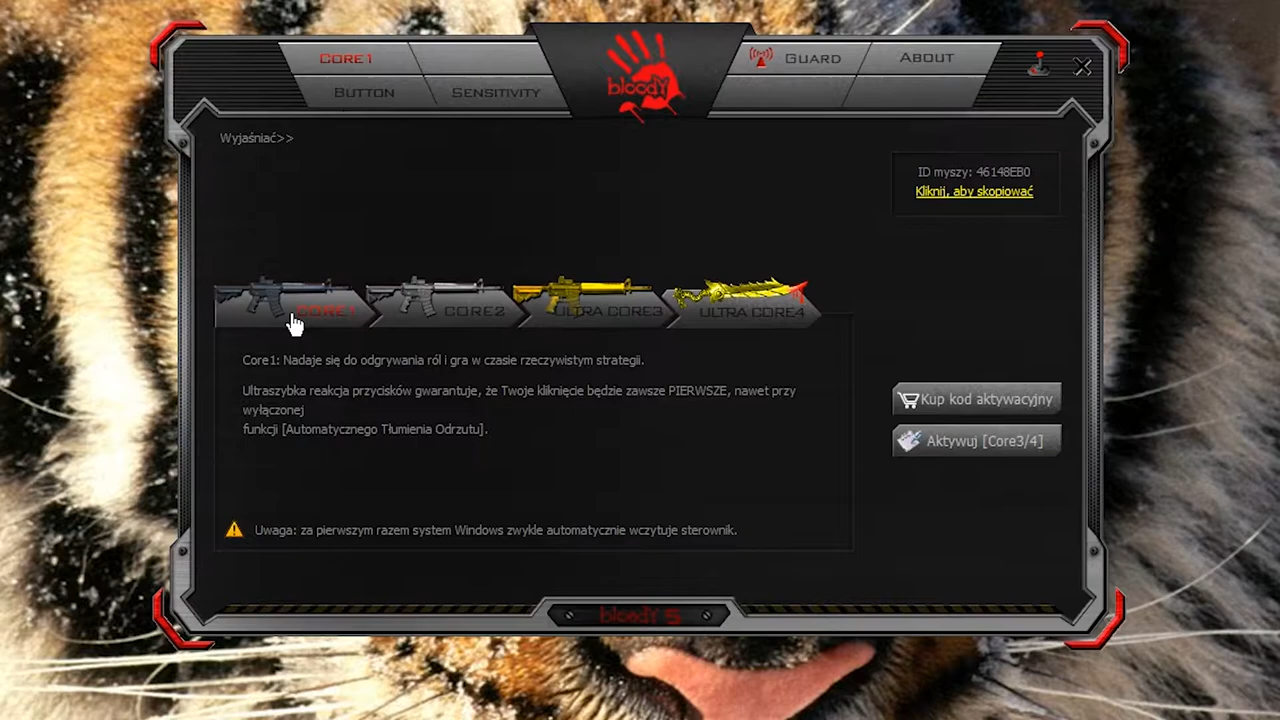 CORE1
GUARD
ABOUT
BUTTON
SENSITIVITY
bloody
Wyjaśniać>>
ID myszy: 46148EB0
Kliknij, aby skopiować
CORE1
CORE2
ULTRA CORE3
ULTRA CORE4
Core1: Nadaje się do odgrywania ról i gra w czasie rzeczywistym strategii.
Ultraszybka reakcja przycisków gwarantuje, że Twoje kliknięcie będzie zawsze PIERWSZE, nawet przy
wyłączonej
funkcji [Automatycznego Tłumienia Odrzutu].
Kup kod aktywacyjny
Aktywuj [Core3/4]
Uwaga: za pierwszym razem system Windows zwykle automatycznie wczytuje sterownik.
bloody 5